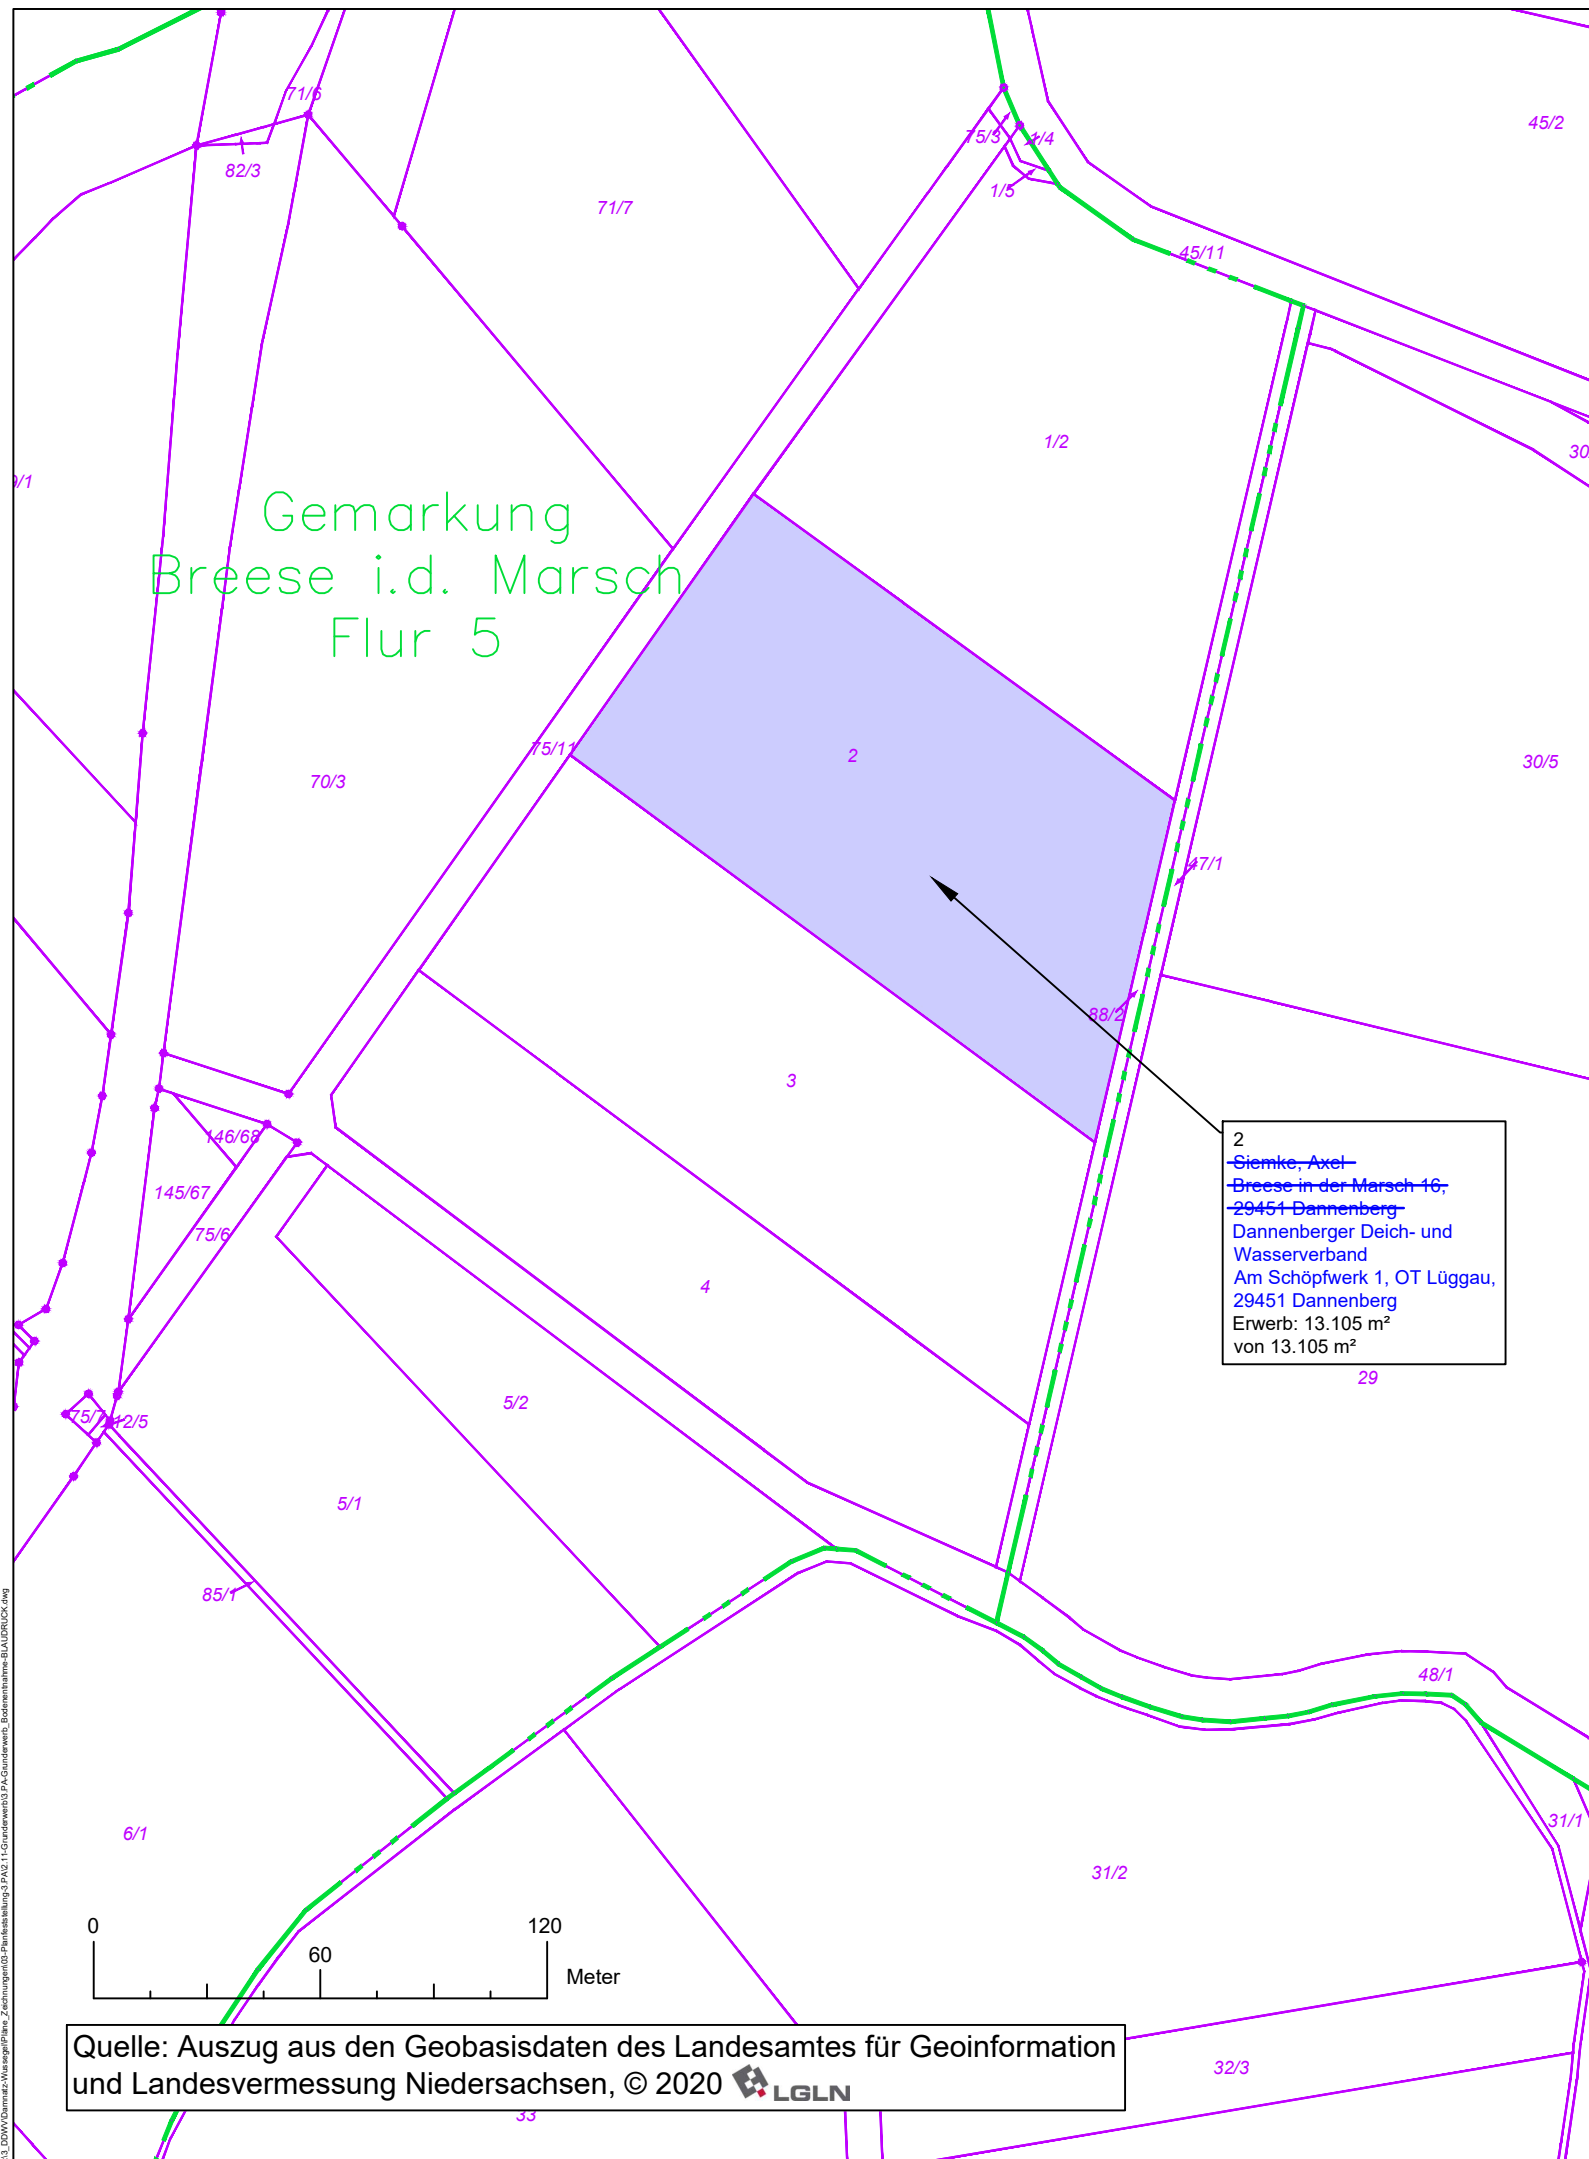 71/6
82/3
71/7
75/3
1/4
1/5
45/2
45/11
1/2
30
9/1
Gemarkung
Breese i.d. Marsch
Flur 5
75/11
70/3
2
30/5
47/1
88/2
3
146/68
145/67
75/6
4
2
Siemke, Axel
Breese in der Marsch 16,
29451 Dannenberg
Dannenberger Deich- und
Wasserverband
Am Schöpfwerk 1, OT Lüggau,
29451 Dannenberg
Erwerb: 13.105 m²
von 13.105 m²
29
5/2
75/7
12/5
5/1
85/1
48/1
6/1
31/1
31/2
0
60
120
Meter
Quelle: Auszug aus den Geobasisdaten des Landesamtes für Geoinformation
und Landesvermessung Niedersachsen, © 2020 LGLN
32/3
33